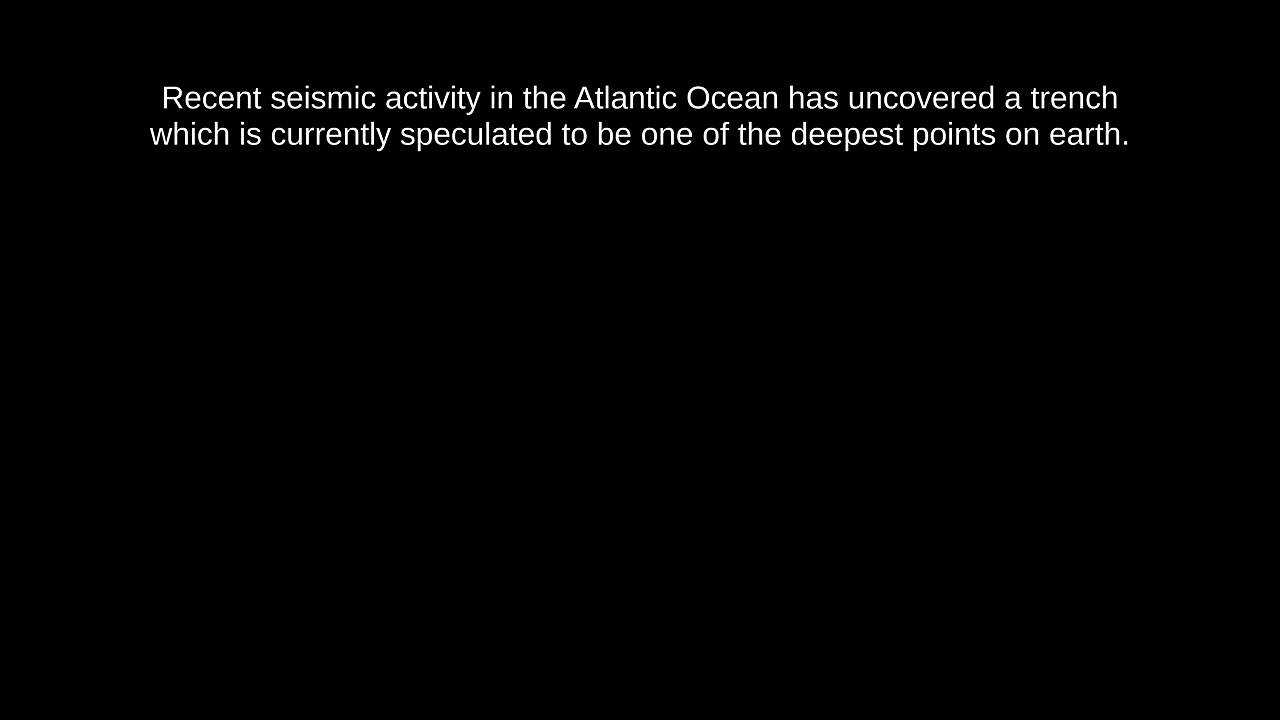 Recent seismic activity in the Atlantic Ocean has uncovered a trench
which is currently speculated to be one of the deepest points on earth.